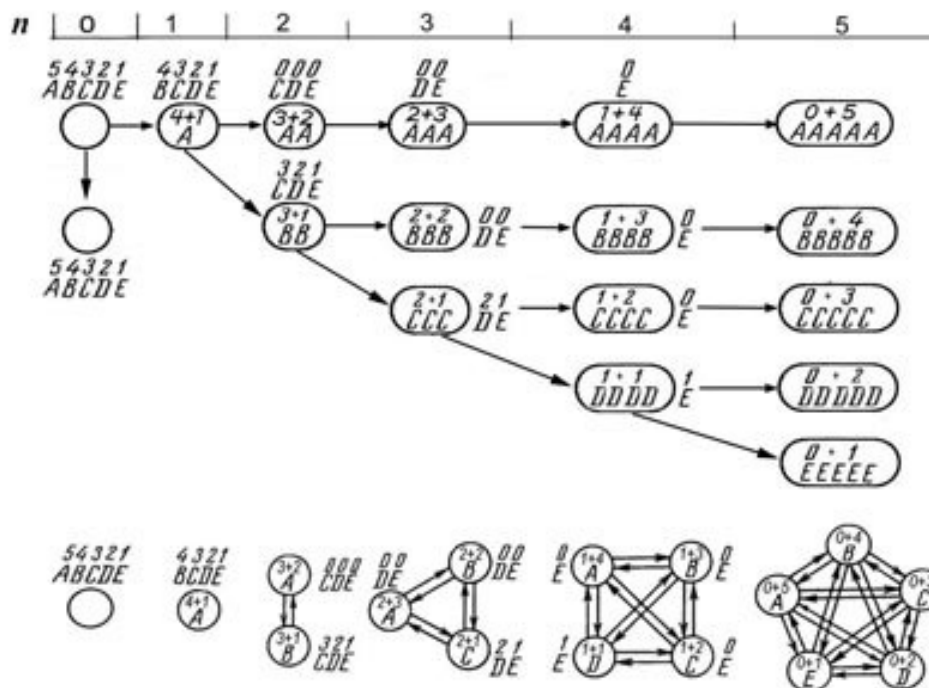 n 0 1 2 3 4 5
54321 4321 000 00 0
ABCDE BCDE CDE DE E
4+1 3+2 2+3 1+4 0+5
A AA AAA AAAA AAAAA
321
CDE
3+1 2+2 00 1+3 0 0+4
BB BBB DE BBBB E BBBBB
54321
ABCDE
2+1 21 1+2 0 0+3
CCC DE CCCC E CCCCC
1+1 1 0+2
DDDD E DDDDD
0+1
EEEEE
54321 4321
ABCDE BCDE
4+1
A
3+2 000
A CDE
3+1 321
B CDE
00 2+2 00
DE B DE
2+3
A
2+1 21
C DE
0 1+4 1+3 0
E A B E
1 1+1 1+2 0
E D C E
0+4
B
0+5 0+3
A C
0+1 0+2
E D